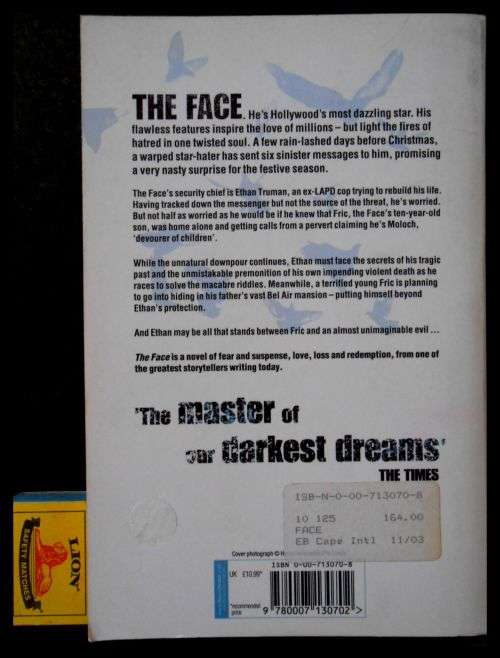 THE FACE. He's Hollywood's most dazzling star. His
flawless features inspire the love of millions – but light the fires of
hatred in one twisted soul. A few rain-lashed days before Christmas,
a warped star-hater has sent six sinister messages to him, promising
a very nasty surprise for the festive season.
The Face's security chief is Ethan Truman, an ex-LAPD cop trying to rebuild his life.
Having tracked down the messenger but not the source of the threat, he's worried.
But not half as worried as he would be if he knew that Fric, the Face's ten-year-old
son, was home alone and getting calls from a pervert claiming he's Moloch,
'devourer of children'.
While the unnatural downpour continues, Ethan must face the secrets of his tragic
past and the unmistakable premonition of his own impending violent death as he
races to solve the macabre riddles. Meanwhile, a terrified young Fric is planning
to go into hiding in his father's vast Bel Air mansion – putting himself beyond
Ethan's protection.
And Ethan may be all that stands between Fric and an almost unimaginable evil ...
The Face is a novel of fear and suspense, love, loss and redemption, from one of
the greatest storytellers writing today.
'The master of
our darkest dreams'
THE TIMES
ISB-N-0-00-713070-8
10 125 164.00
FACE
EB Cape Intl 11/03
Cover photograph ©
ISBN 0-00-713070-8
UK £10.99*
*recommended
price
9 780007 130702 >
LION
SAFETY MATCHES